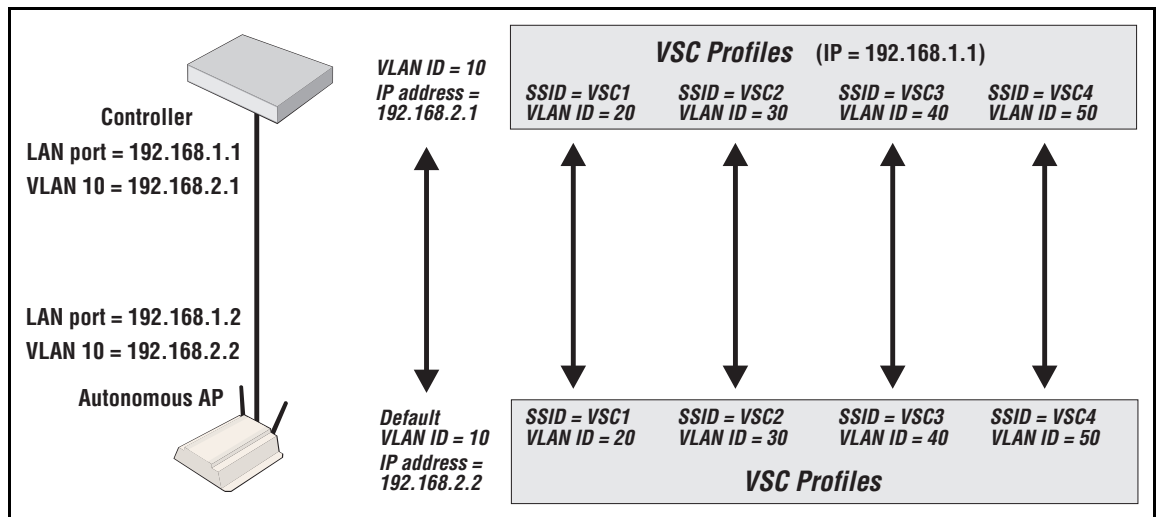 Controller
LAN port = 192.168.1.1
VLAN 10 = 192.168.2.1
LAN port = 192.168.1.2
VLAN 10 = 192.168.2.2
Autonomous AP
VLAN ID = 10
IP address =
192.168.2.1
Default
VLAN ID = 10
IP address =
192.168.2.2
VSC Profiles (IP = 192.168.1.1)
SSID = VSC1 SSID = VSC2 SSID = VSC3 SSID = VSC4
VLAN ID = 20 VLAN ID = 30 VLAN ID = 40 VLAN ID = 50
SSID = VSC1 SSID = VSC2 SSID = VSC3 SSID = VSC4
VLAN ID = 20 VLAN ID = 30 VLAN ID = 40 VLAN ID = 50
VSC Profiles